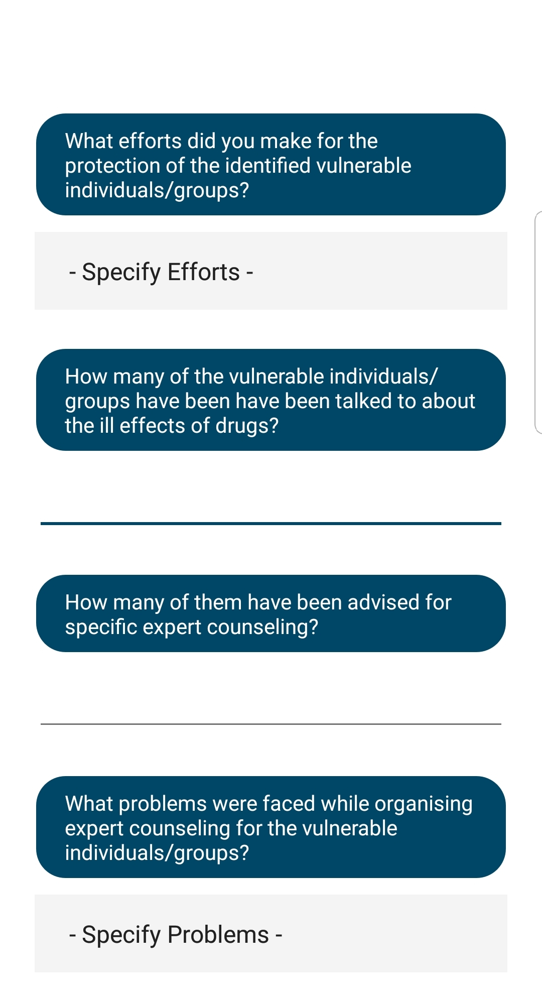 What efforts did you make for the
protection of the identified vulnerable
individuals/groups?
- Specify Efforts -
How many of the vulnerable individuals/
groups have been have been talked to about
the ill effects of drugs?
How many of them have been advised for
specific expert counseling?
What problems were faced while organising
expert counseling for the vulnerable
individuals/groups?
- Specify Problems -